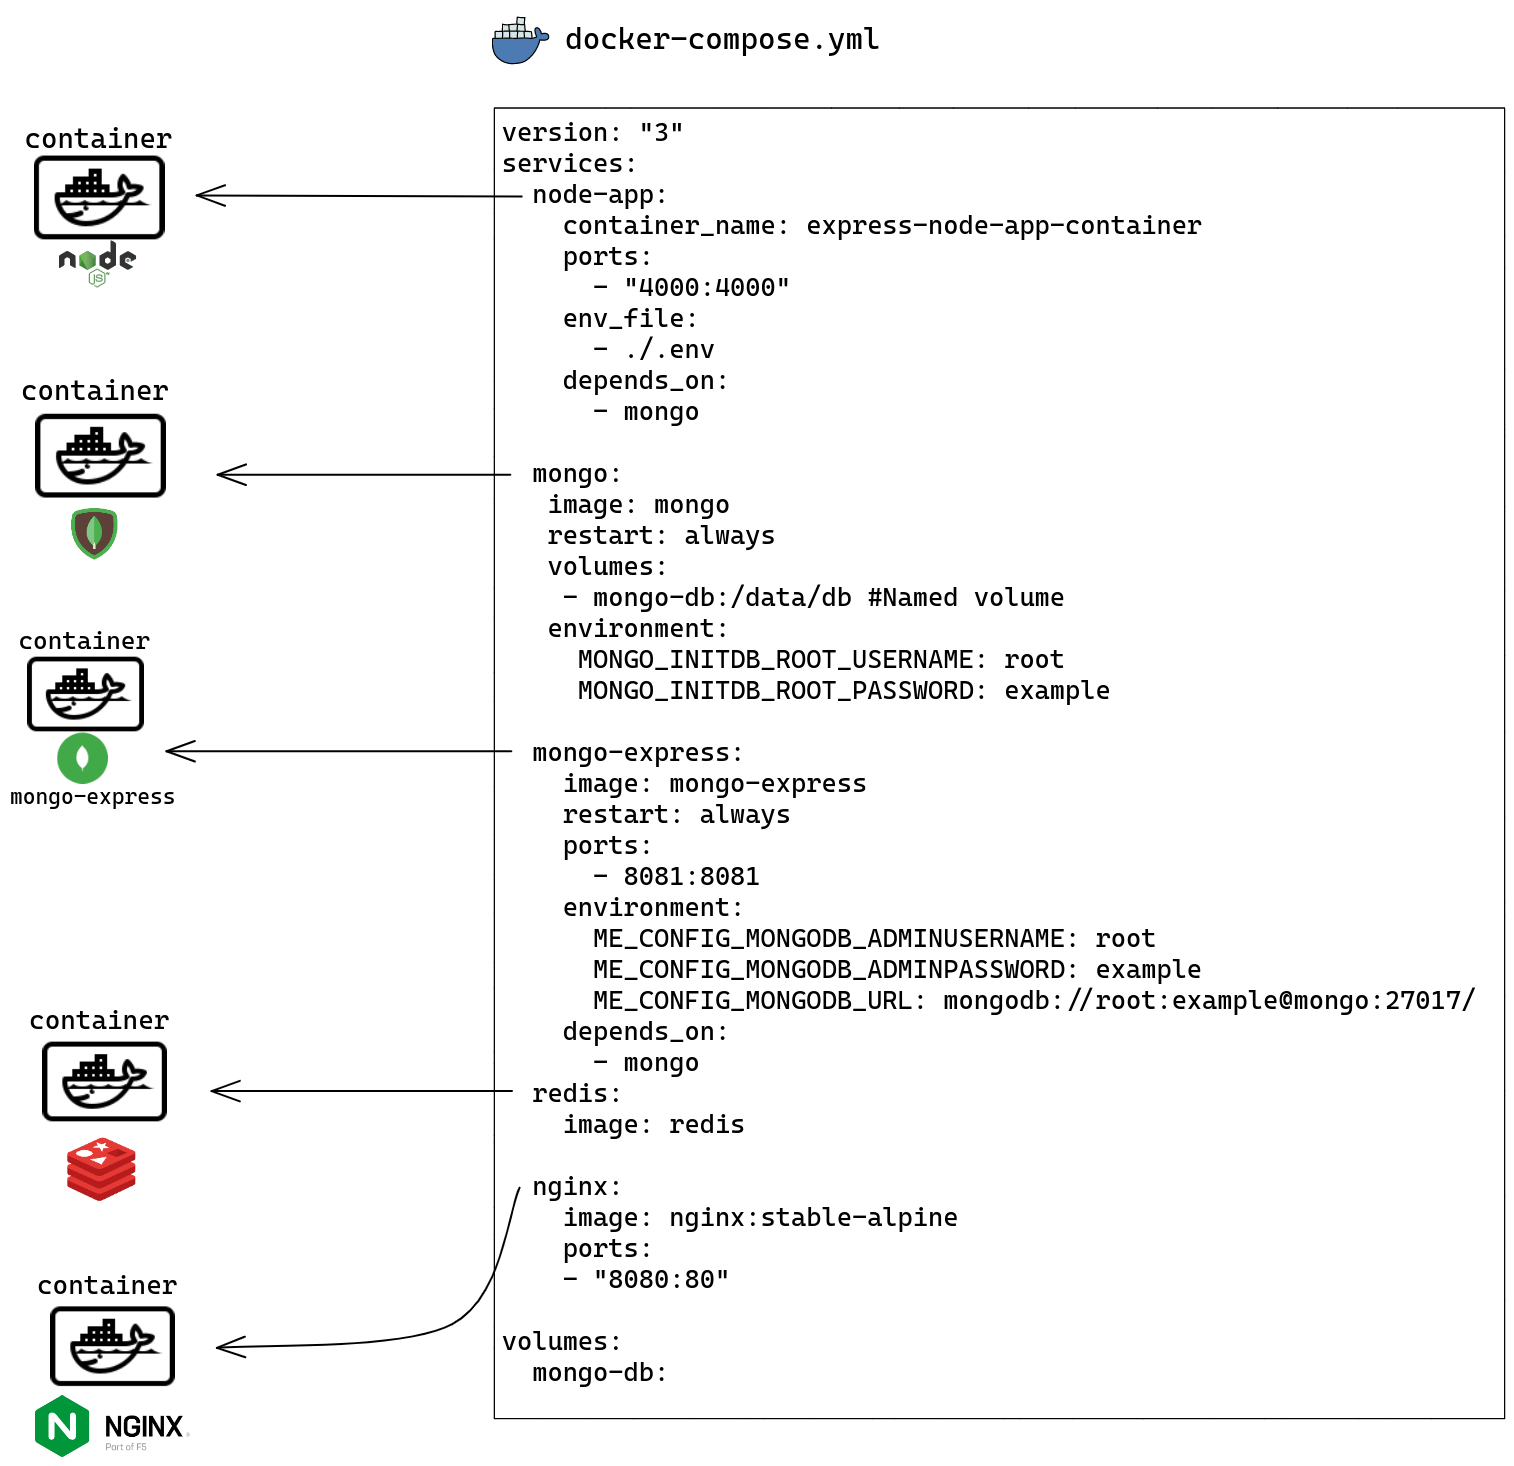 docker-compose.yml
container
node
JS
container
container
mongo-express
container
container
NGINX
Part of F5
version: "3"
services:
  node-app:
    container_name: express-node-app-container
    ports:
      - "4000:4000"
    env_file:
      - ./.env
    depends_on:
      - mongo

  mongo:
   image: mongo
   restart: always
   volumes:
    - mongo-db:/data/db #Named volume
   environment:
     MONGO_INITDB_ROOT_USERNAME: root
     MONGO_INITDB_ROOT_PASSWORD: example

  mongo-express:
    image: mongo-express
    restart: always
    ports:
      - 8081:8081
    environment:
      ME_CONFIG_MONGODB_ADMINUSERNAME: root
      ME_CONFIG_MONGODB_ADMINPASSWORD: example
      ME_CONFIG_MONGODB_URL: mongodb://root:example@mongo:27017/
    depends_on:
      - mongo
  redis:
    image: redis

  nginx:
    image: nginx:stable-alpine
    ports:
    - "8080:80"

volumes:
  mongo-db: